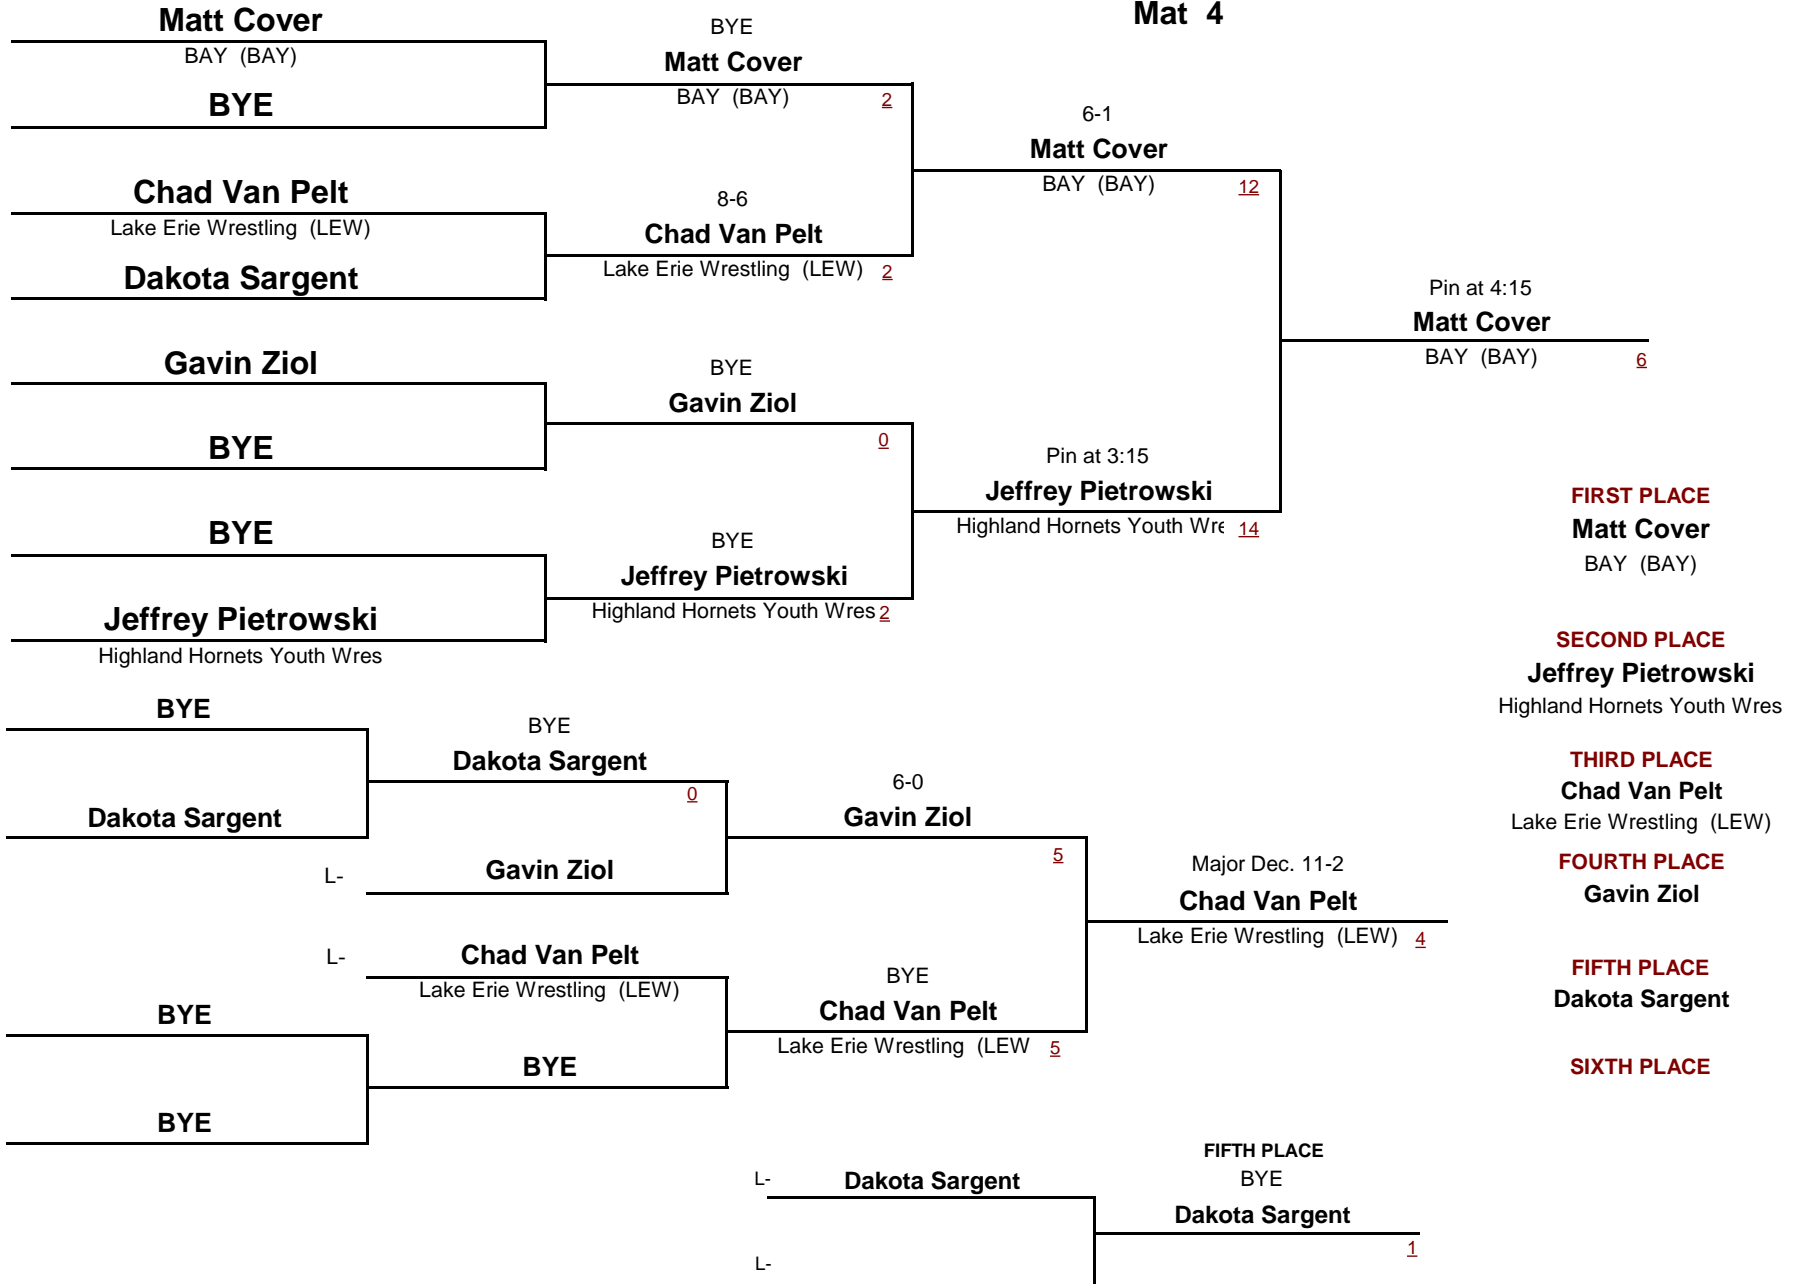 Mat 4
Matt Cover
BAY (BAY)
BYE
Chad Van Pelt
Lake Erie Wrestling (LEW)
Dakota Sargent
Gavin Ziol
BYE
BYE
Jeffrey Pietrowski
Highland Hornets Youth Wres
BYE
Matt Cover
BAY (BAY) 2
8-6
Chad Van Pelt
Lake Erie Wrestling (LEW) 2
BYE
Gavin Ziol
0
BYE
Jeffrey Pietrowski
Highland Hornets Youth Wres 2
6-1
Matt Cover
BAY (BAY) 12
Pin at 3:15
Jeffrey Pietrowski
Highland Hornets Youth Wre 14
Pin at 4:15
Matt Cover
BAY (BAY) 6
BYE
Dakota Sargent
BYE
BYE
BYE
Dakota Sargent
0
L- Gavin Ziol
L- Chad Van Pelt
Lake Erie Wrestling (LEW)
BYE
6-0
Gavin Ziol
5
BYE
Chad Van Pelt
Lake Erie Wrestling (LEW 5
Major Dec. 11-2
Chad Van Pelt
Lake Erie Wrestling (LEW) 4
L- Dakota Sargent
L-
FIFTH PLACE
BYE
Dakota Sargent
1
FIRST PLACE
Matt Cover
BAY (BAY)
SECOND PLACE
Jeffrey Pietrowski
Highland Hornets Youth Wres
THIRD PLACE
Chad Van Pelt
Lake Erie Wrestling (LEW)
FOURTH PLACE
Gavin Ziol
FIFTH PLACE
Dakota Sargent
SIXTH PLACE